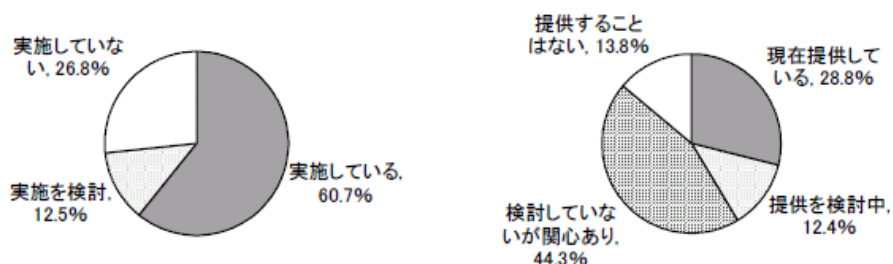 実施していな
い, 26.8%
実施を検討,
12.5%
実施している,
60.7%
提供すること
はない, 13.8%
現在提供して
いる, 28.8%
検討していな
いが関心あり,
44.3%
提供を検討中,
12.4%